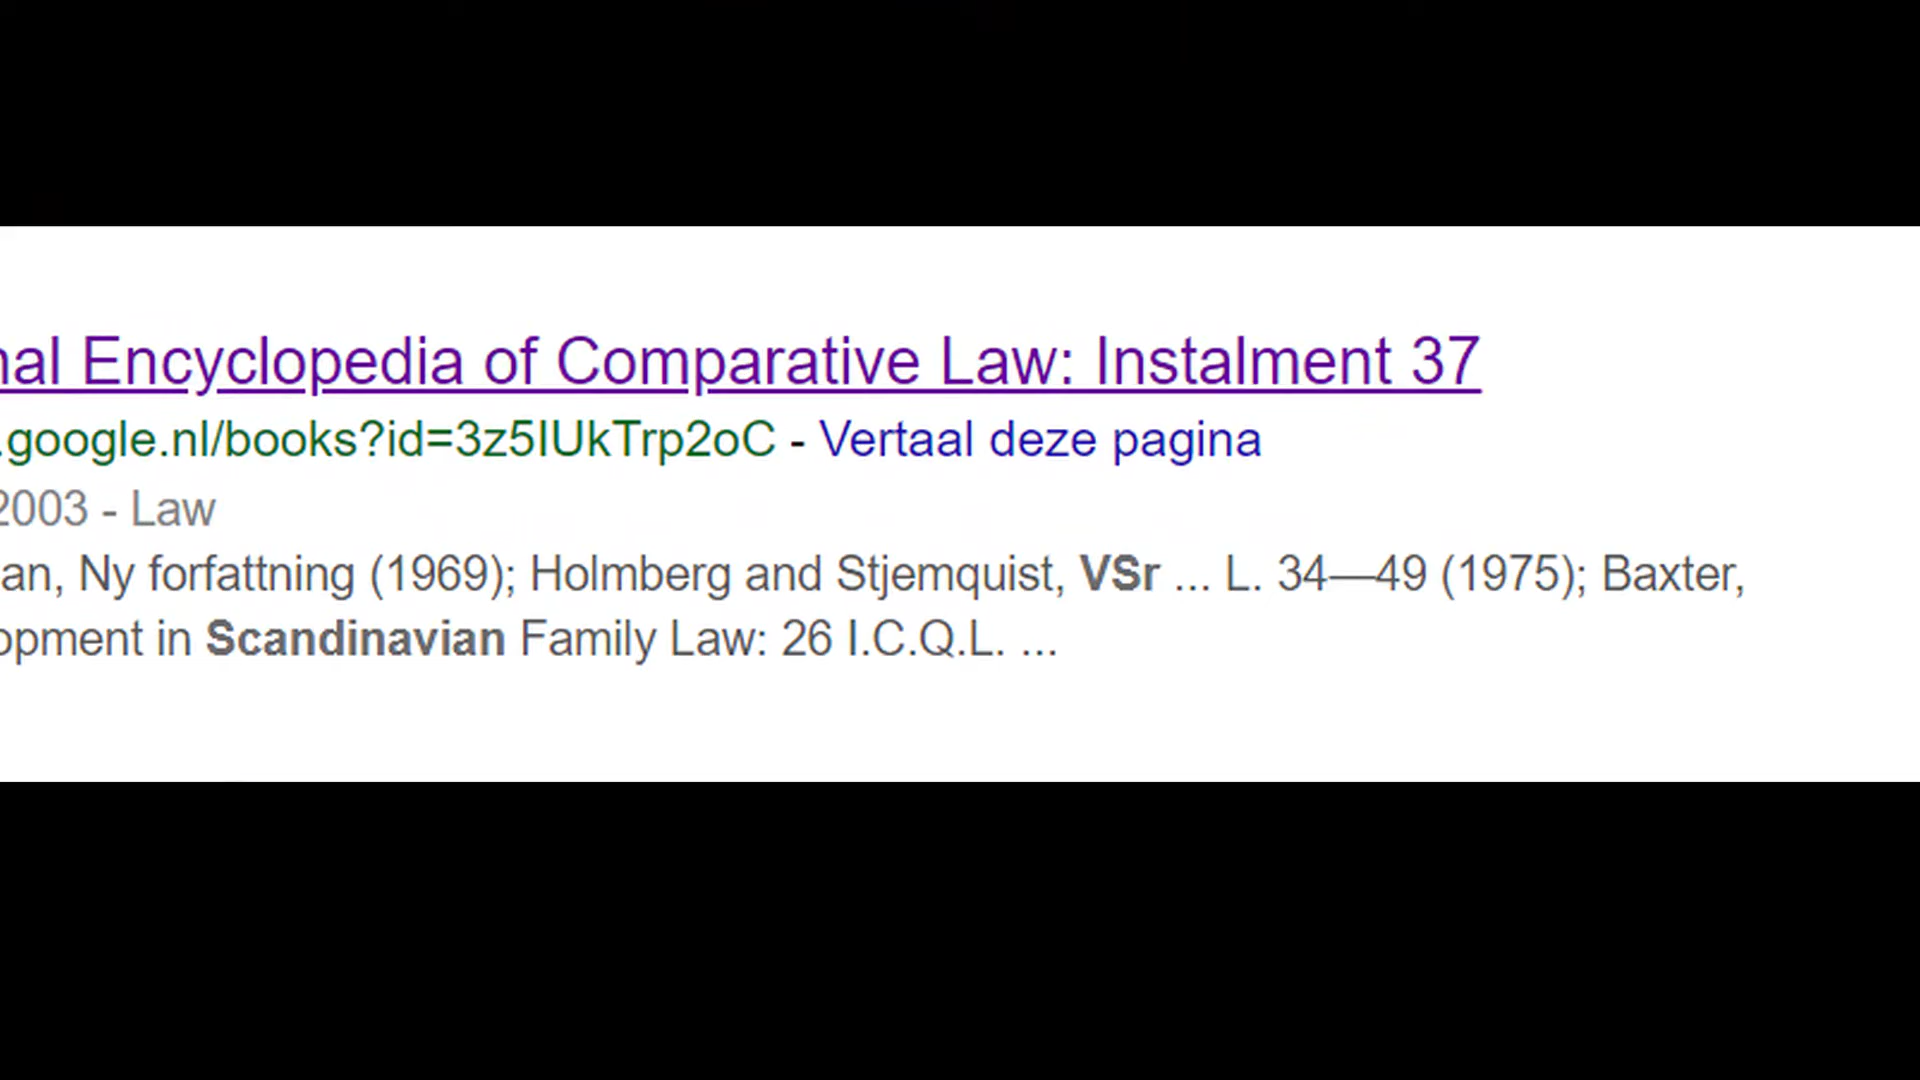 nal Encyclopedia of Comparative Law: Instalment 37
.google.nl/books?id=3z5IUkTrp2oC - Vertaal deze pagina
2003 - Law
an, Ny forfattning (1969); Holmberg and Stjemquist, VSr ... L. 34—49 (1975); Baxter,
opment in Scandinavian Family Law: 26 I.C.Q.L. ...